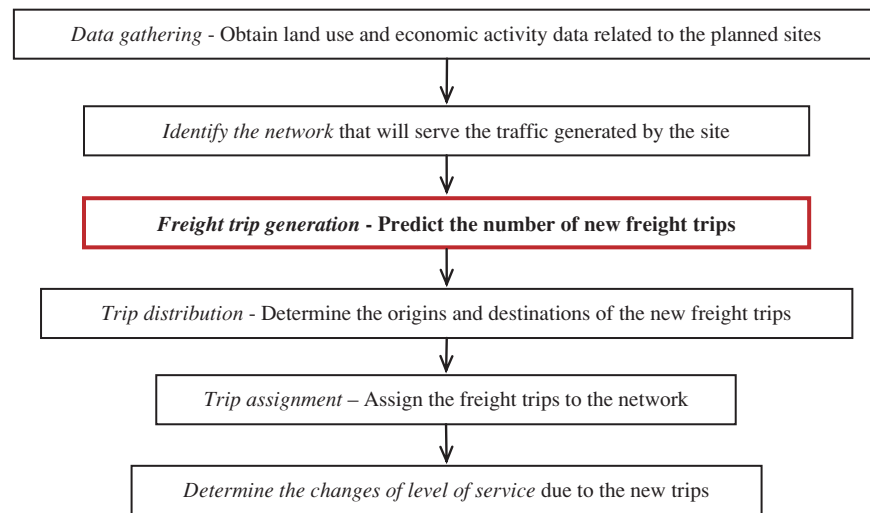 Data gathering - Obtain land use and economic activity data related to the planned sites
Identify the network that will serve the traffic generated by the site
Freight trip generation - Predict the number of new freight trips
Trip distribution - Determine the origins and destinations of the new freight trips
Trip assignment – Assign the freight trips to the network
Determine the changes of level of service due to the new trips